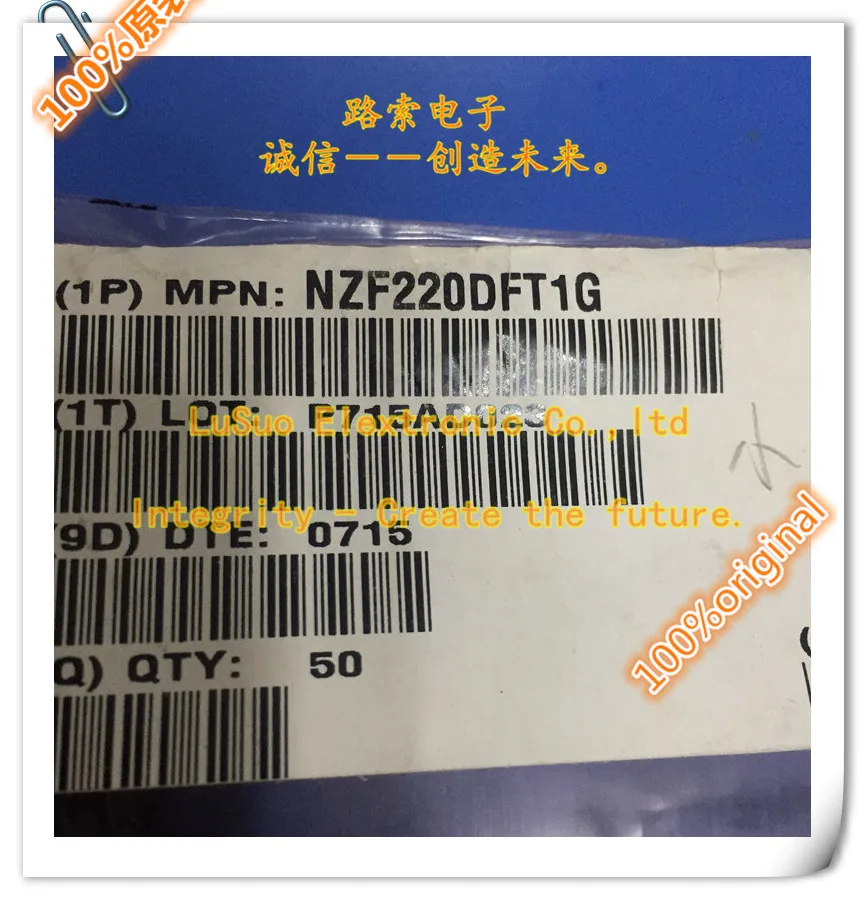 100%原装
路索电子
诚信－－创造未来。
(1P) MPN: NZF220DFT1G
(1T) LOT:
LuSuo Elextronic Co.,ltd
Integrity - Create the future.
(9D) DTE: 0715
100%original
Q) QTY: 50